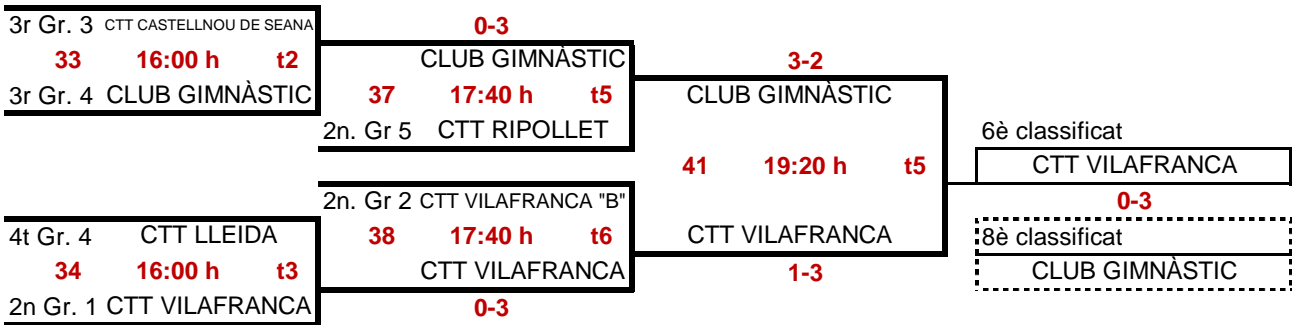 3r Gr. 3 CTT CASTELLNOU DE SEANA
33 16:00 h t2
3r Gr. 4 CLUB GIMNÀSTIC
0-3
CLUB GIMNÀSTIC
37 17:40 h t5
2n. Gr 5 CTT RIPOLLET
3-2
CLUB GIMNÀSTIC
41 19:20 h t5
CTT VILAFRANCA
1-3
2n. Gr 2 CTT VILAFRANCA "B"
38 17:40 h t6
CTT VILAFRANCA
0-3
4t Gr. 4 CTT LLEIDA
34 16:00 h t3
2n Gr. 1 CTT VILAFRANCA
6è classificat
CTT VILAFRANCA
0-3
8è classificat
CLUB GIMNÀSTIC